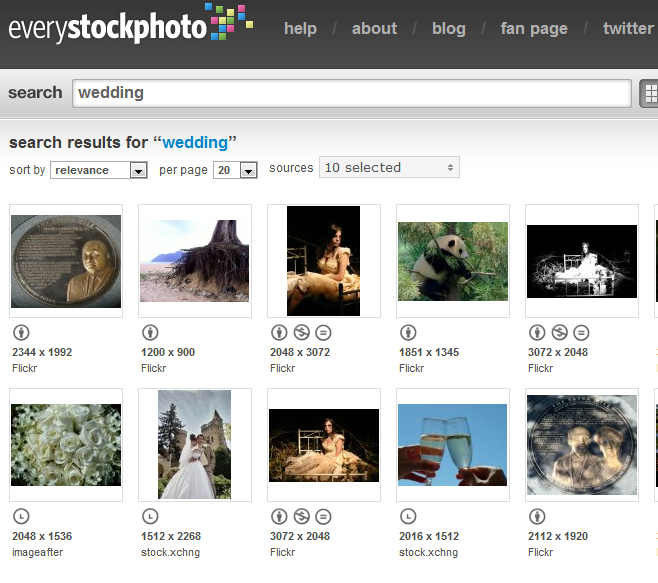 everystockphoto
help / about / blog / fan page / twitter
search wedding
search results for “wedding”
sort by relevance per page 20 sources 10 selected
2344 x 1992 1200 x 900 2048 x 3072 1851 x 1345 3072 x 2048
Flickr Flickr Flickr Flickr Flickr
2048 x 1536 1512 x 2268 3072 x 2048 2016 x 1512 2112 x 1920
imageafter stock.xchng Flickr stock.xchng Flickr